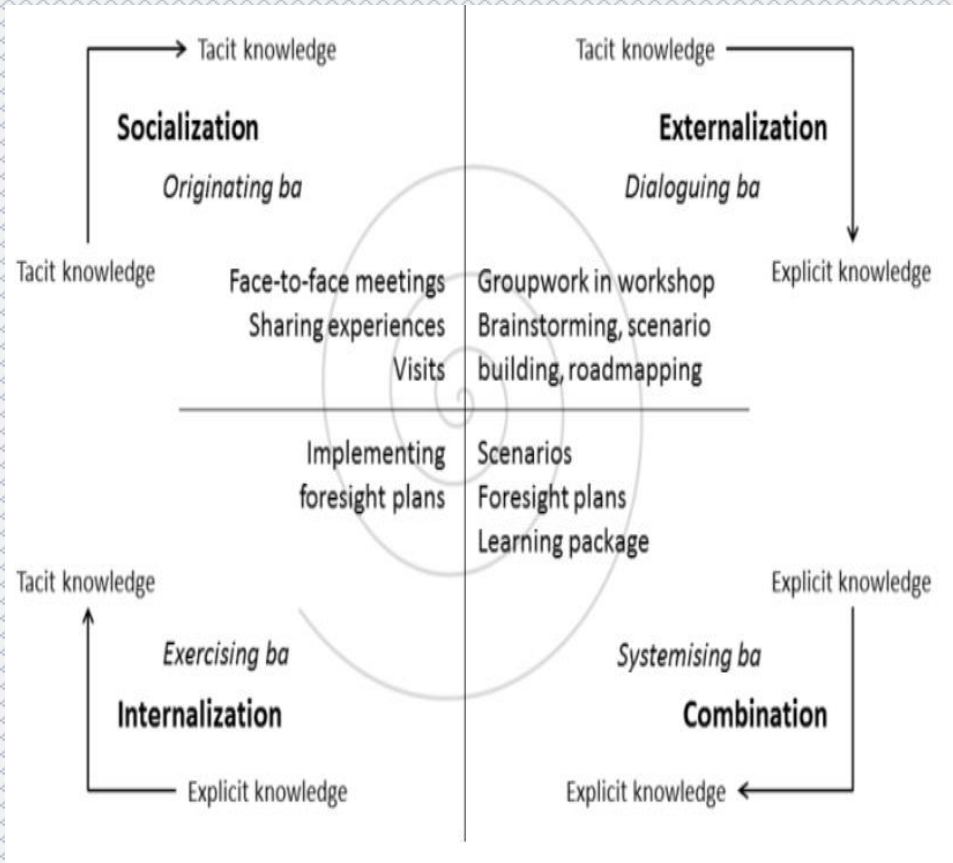 Tacit knowledge
Socialization
Originating ba
Tacit knowledge
Face-to-face meetings
Sharing experiences
Visits
Tacit knowledge
Externalization
Dialoguing ba
Explicit knowledge
Groupwork in workshop
Brainstorming, scenario
building, roadmapping
Implementing
foresight plans
Tacit knowledge
Exercising ba
Internalization
Explicit knowledge
Scenarios
Foresight plans
Learning package
Explicit knowledge
Systemising ba
Combination
Explicit knowledge